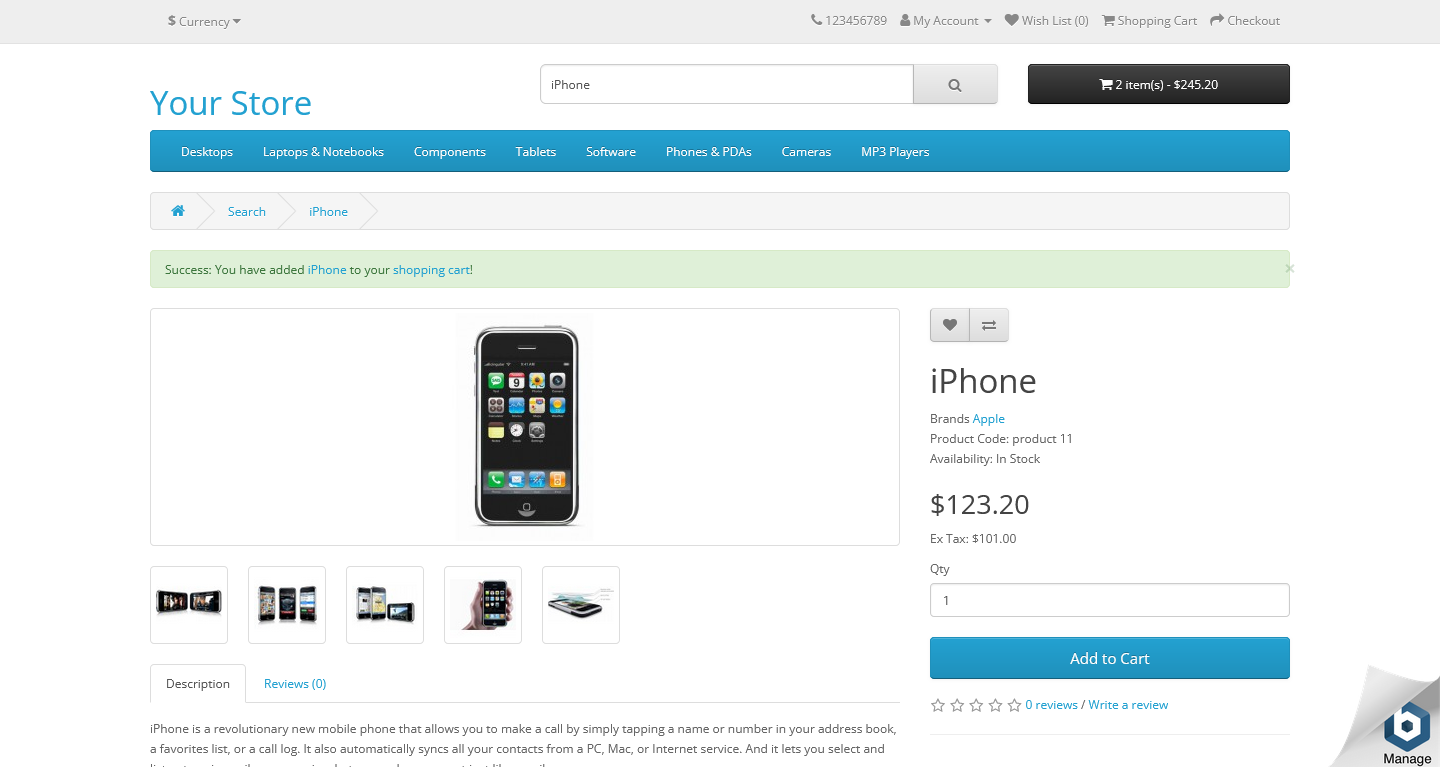 $ Currency
123456789 My Account Wish List (0) Shopping Cart Checkout
Your Store
iPhone
2 item(s) - $245.20
Desktops Laptops & Notebooks Components Tablets Software Phones & PDAs Cameras MP3 Players
Search iPhone
Success: You have added iPhone to your shopping cart!
×
iPhone
Brands Apple
Product Code: product 11
Availability: In Stock
$123.20
Ex Tax: $101.00
Qty
1
Add to Cart
0 reviews / Write a review
Description Reviews (0)
iPhone is a revolutionary new mobile phone that allows you to make a call by simply tapping a name or number in your address book,
a favorites list, or a call log. It also automatically syncs all your contacts from a PC, Mac, or Internet service. And it lets you select and
Manage